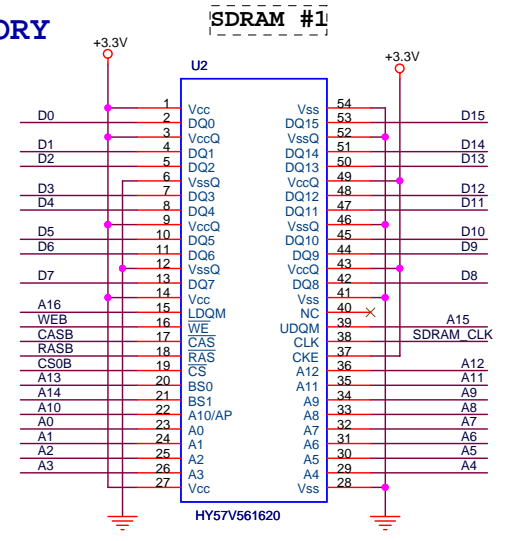 ORY
SDRAM #1
+3.3V
+3.3V
U2
1 Vcc Vss 54
D0 2 DQ0 DQ15 53 D15
3 VccQ VssQ 52
D1 4 DQ1 DQ14 51 D14
D2 5 DQ2 DQ13 50 D13
6 VssQ VccQ 49
D3 7 DQ3 DQ12 48 D12
D4 8 DQ4 DQ11 47 D11
9 VccQ VssQ 46
D5 10 DQ5 DQ10 45 D10
D6 11 DQ6 DQ9 44 D9
12 VssQ VccQ 43
D7 13 DQ7 DQ8 42 D8
14 Vcc Vss 41
A16 15 LDQM NC 40
WEB 16 WE UDQM 39 A15
CASB 17 CAS CLK 38 SDRAM_CLK
RASB 18 RAS CKE 37
CS0B 19 CS A12 36 A12
A13 20 BS0 A11 35 A11
A14 21 BS1 A9 34 A9
A10 22 A10/AP A8 33 A8
A0 23 A0 A7 32 A7
A1 24 A1 A6 31 A6
A2 25 A2 A5 30 A5
A3 26 A3 A4 29 A4
27 Vcc Vss 28
HY57V561620